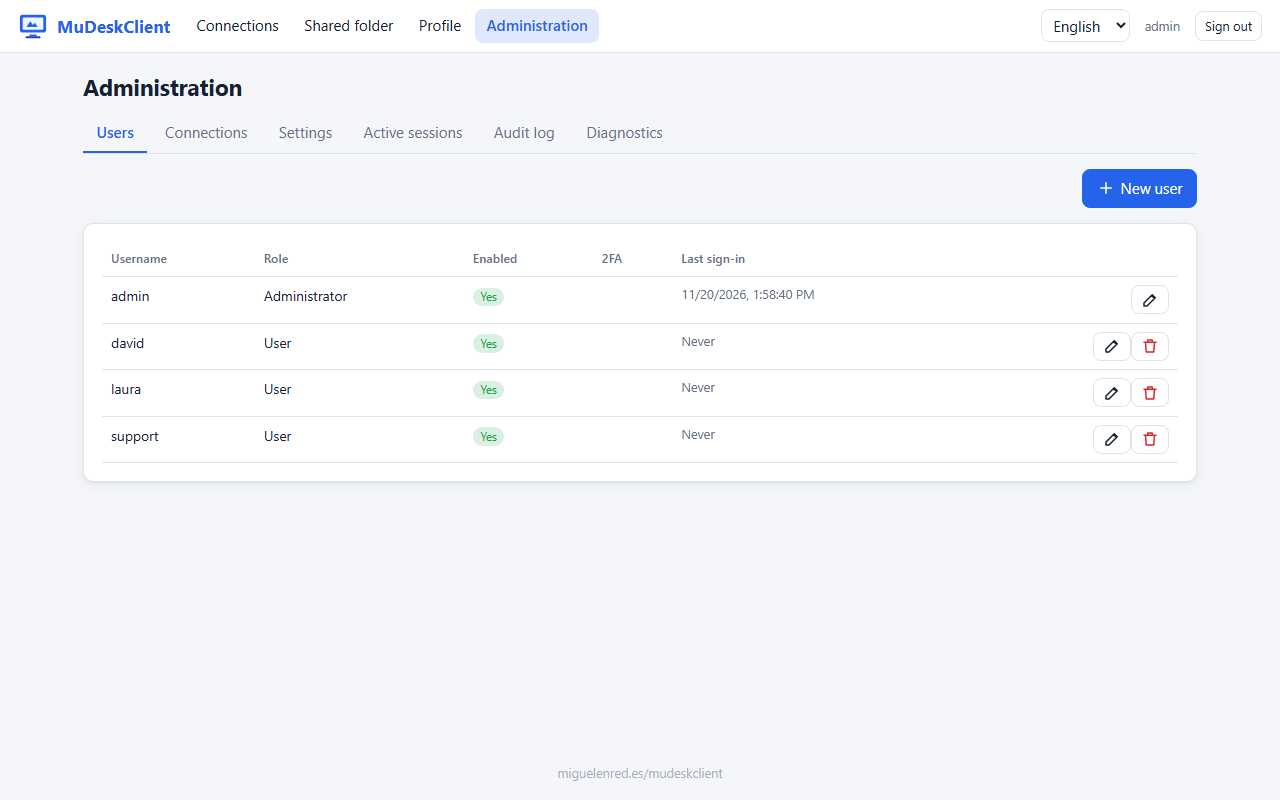 MuDeskClient Connections Shared folder Profile Administration English admin Sign out
Administration
Users Connections Settings Active sessions Audit log Diagnostics
New user
Username Role Enabled 2FA Last sign-in
admin Administrator Yes 11/20/2026, 1:58:40 PM
david User Yes Never
laura User Yes Never
support User Yes Never
miguelenred.es/mudeskclient